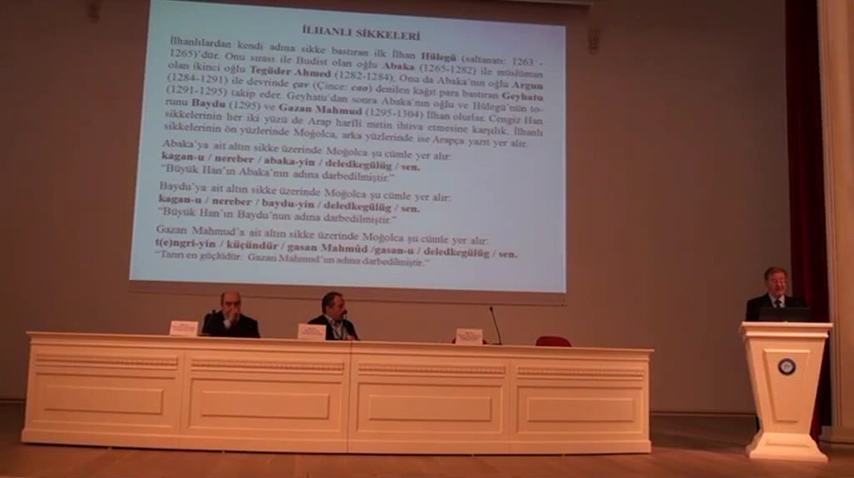 İLHANLI SİKKELERİ
İlhanlılardan kendi adına sikke bastıran ilk İlhan Hülegü (saltanatı: 1263 -
1265)'dür. Onu sırası ile Budist olan oğlu Abaka (1265-1282) ile müslüman
olan ikinci oğlu Tegüder Ahmed (1282-1284), Ona da Abaka'nın oğlu Argun
(1284-1291) ile devrinde çav (Çince: cao) denilen kağıt para bastıran Geyhatu
(1291-1295) takip eder. Geyhatu'dan sonra Abaka'nın oğlu ve Hülegü'nün to-
runu Baydu (1295) ve Gazan Mahmud (1295-1304) İlhan olurlar. Cengiz Han
sikkelerinin her iki yüzü de Arap harfli metin ihtiva etmesine karşılık, İlhanlı
sikkelerinin ön yüzlerinde Moğolca, arka yüzlerinde ise Arapça yazıt yer alır.
Abaka'ya ait altın sikke üzerinde Moğolca şu cümle yer alır:
kagan-u / nereber / abaka-yin / deledkegülüg / sen.
"Büyük Han'ın Abaka'nın adına darbedilmiştir."
Baydu'ya ait altın sikke üzerinde Moğolca şu cümle yer alır:
kagan-u / nereber / baydu-yin / deledkegülüg / sen.
"Büyük Han'ın Baydu'nun adına darbedilmiştir."
Gazan Mahmud'a ait altın sikke üzerinde Moğolca şu cümle yer alır:
t(e)ngri-yin / küçündür / gasan Mahmûd /gasan-u / deledkegülüg / sen.
"Tanrı en güçlüdür. Gazan Mahmud'un adına darbedilmiştir."